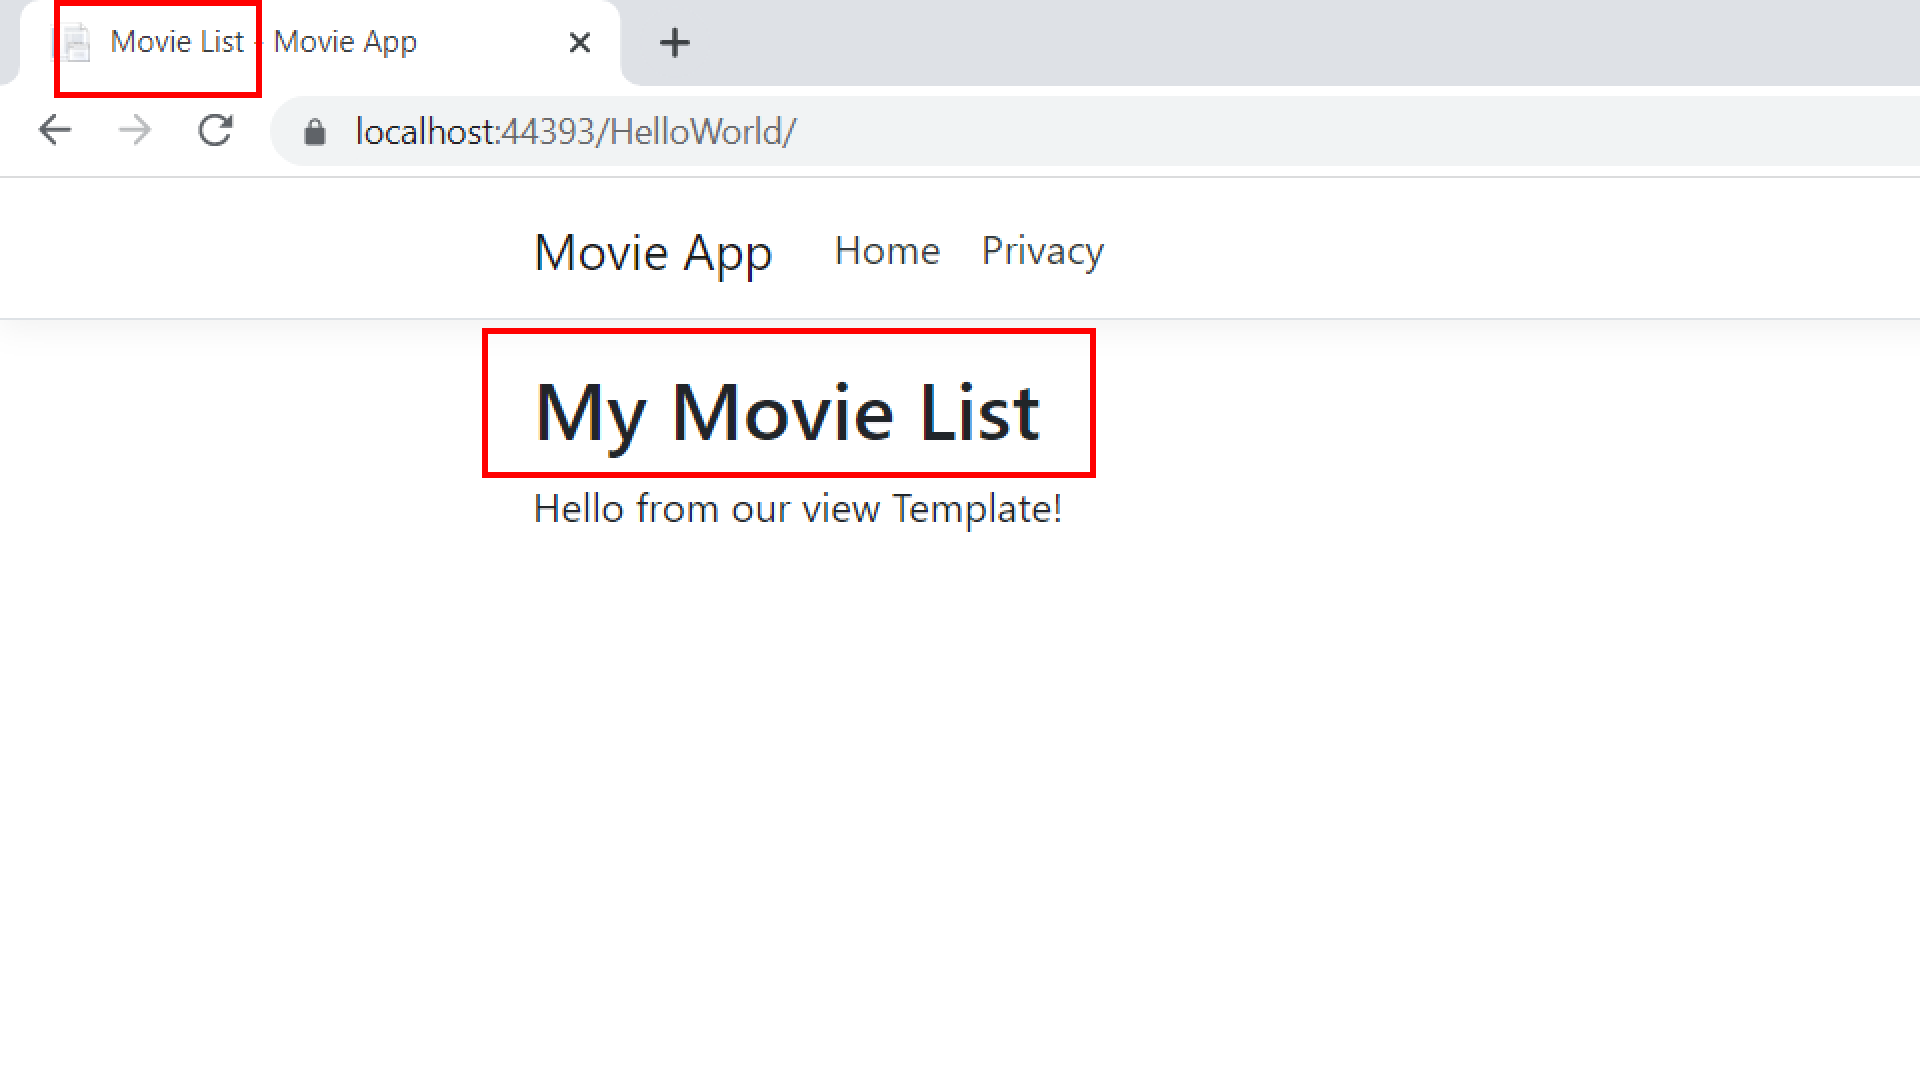 Movie List - Movie App
localhost:44393/HelloWorld/
Movie App Home Privacy
My Movie List
Hello from our view Template!